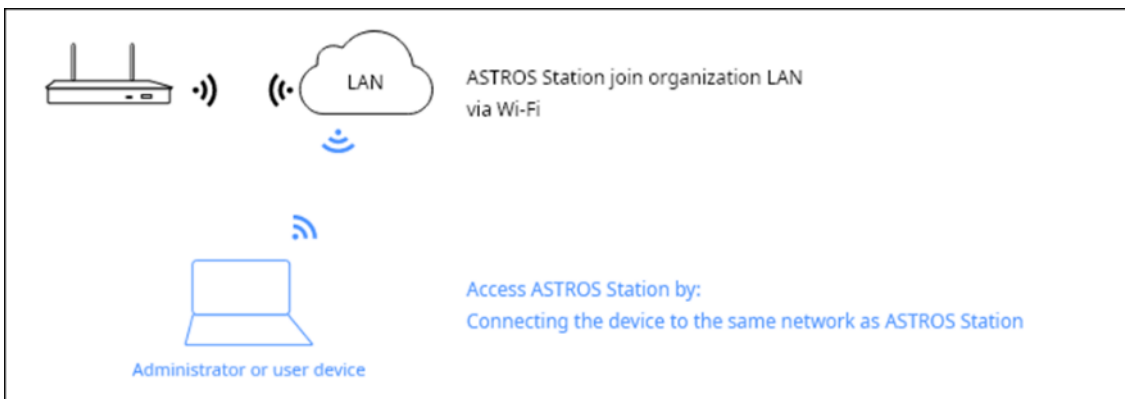 LAN
ASTROS Station join organization LAN
via Wi-Fi
Access ASTROS Station by:
Connecting the device to the same network as ASTROS Station
Administrator or user device